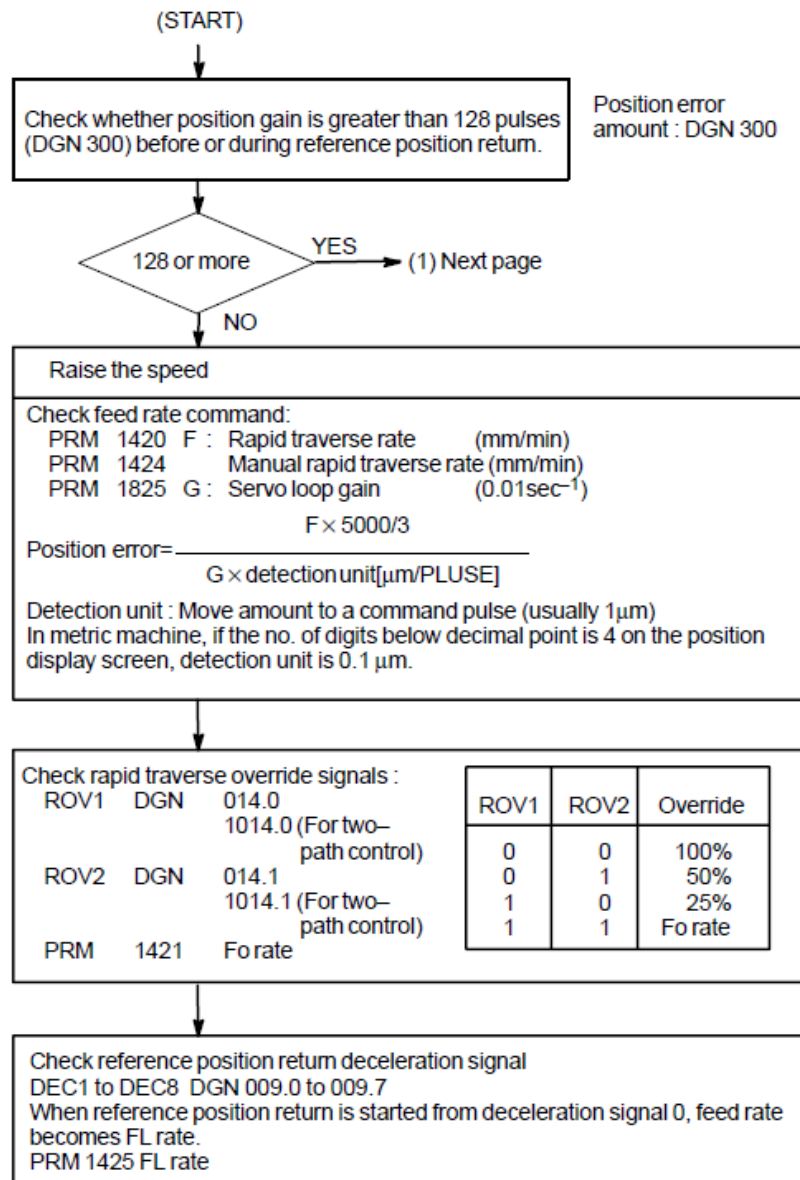 (START)
Check whether position gain is greater than 128 pulses
(DGN 300) before or during reference position return.
Position error
amount : DGN 300
128 or more
YES
(1) Next page
NO
Raise the speed
Check feed rate command:
PRM 1420 F : Rapid traverse rate (mm/min)
PRM 1424 Manual rapid traverse rate (mm/min)
PRM 1825 G : Servo loop gain (0.01sec–1)
F × 5000/3
Position error=
G × detection unit[μm/PLUSE]
Detection unit : Move amount to a command pulse (usually 1μm)
In metric machine, if the no. of digits below decimal point is 4 on the position
display screen, detection unit is 0.1 μm.
Check rapid traverse override signals :
ROV1 DGN 014.0
1014.0 (For two–
path control)
ROV2 DGN 014.1
1014.1 (For two–
path control)
PRM 1421 Fo rate
ROV1 ROV2 Override
0 0 100%
0 1 50%
1 0 25%
1 1 Fo rate
Check reference position return deceleration signal
DEC1 to DEC8 DGN 009.0 to 009.7
When reference position return is started from deceleration signal 0, feed rate
becomes FL rate.
PRM 1425 FL rate